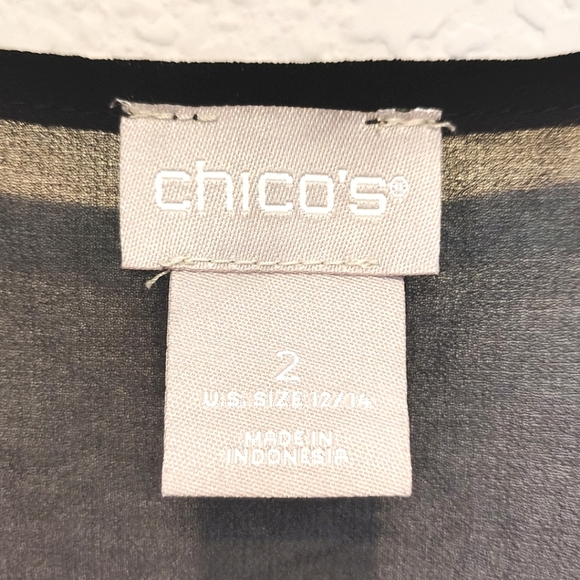 chico's®
2
U.S. SIZE 12/14
MADE IN
INDONESIA